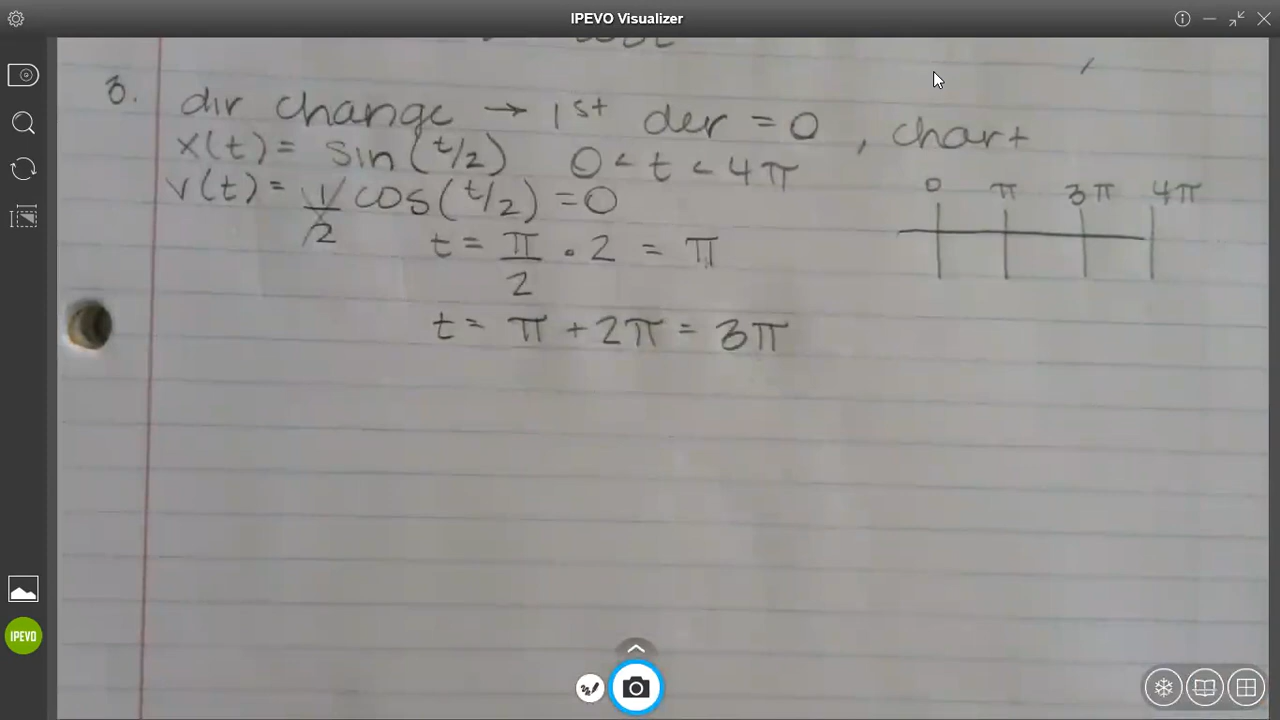 IPEVO Visualizer
3. dir change → 1st der = 0, chart
x(t) = sin(t/2) 0 < t < 4π
v(t) = 1/2 cos(t/2) = 0
t = π/2 · 2 = π
t = π + 2π = 3π
0 π 3π 4π
IPEVO